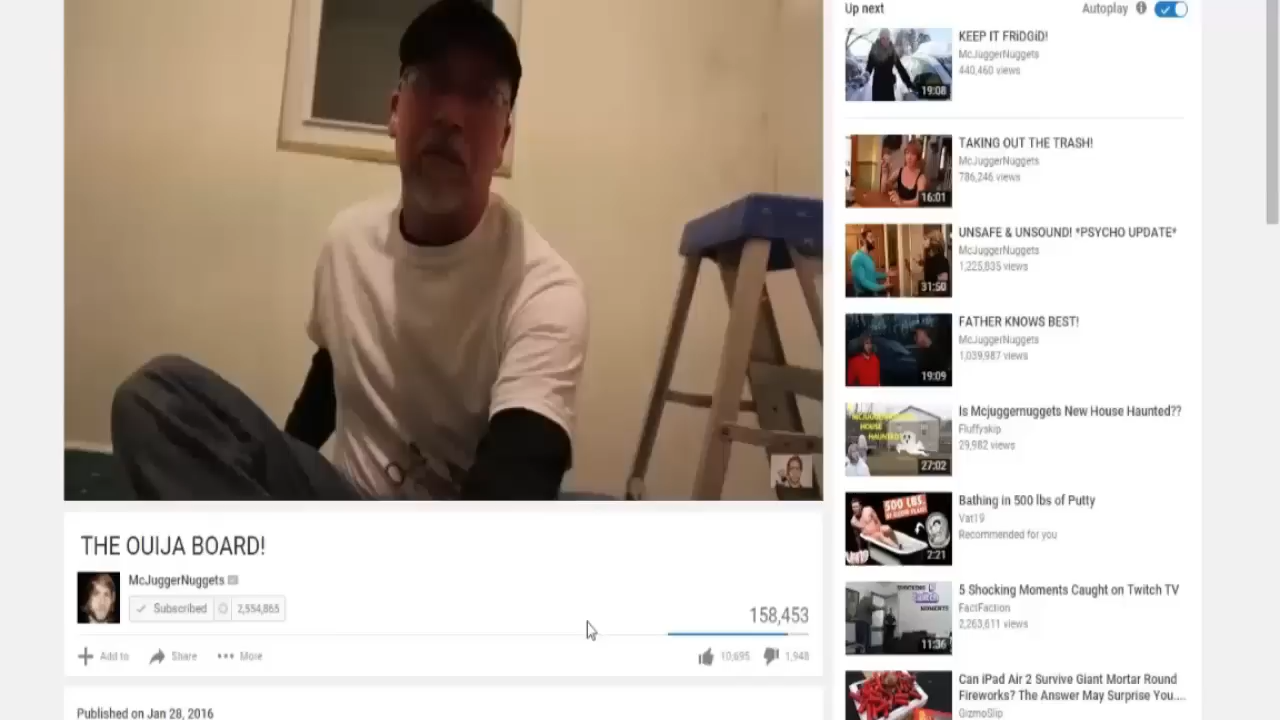 Up next
Autoplay
KEEP IT FRiDGiD!
McJuggerNuggets
440,460 views
19:08
TAKING OUT THE TRASH!
McJuggerNuggets
786,246 views
16:01
UNSAFE & UNSOUND! *PSYCHO UPDATE*
McJuggerNuggets
1,225,835 views
31:50
FATHER KNOWS BEST!
McJuggerNuggets
1,039,987 views
19:09
Is Mcjuggernuggets New House Haunted??
Fluffyskip
29,982 views
HOUSE
27:02
Bathing in 500 lbs of Putty
Vat19
Recommended for you
500 LBS.
2:21
5 Shocking Moments Caught on Twitch TV
FactFaction
2,263,611 views
11:36
Can iPad Air 2 Survive Giant Mortar Round
Fireworks? The Answer May Surprise You....
GizmoSlip
THE OUIJA BOARD!
McJuggerNuggets
Subscribed 2,554,865
158,453
Add to Share More
10,695 1,948
Published on Jan 28, 2016